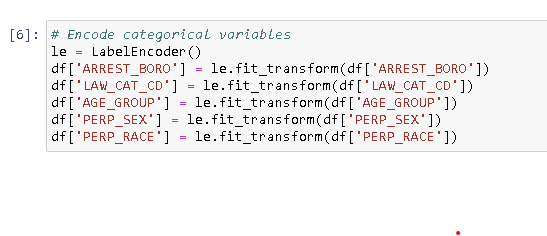 [6]: # Encode categorical variables
le = LabelEncoder()
df['ARREST_BORO'] = le.fit_transform(df['ARREST_BORO'])
df['LAW_CAT_CD'] = le.fit_transform(df['LAW_CAT_CD'])
df['AGE_GROUP'] = le.fit_transform(df['AGE_GROUP'])
df['PERP_SEX'] = le.fit_transform(df['PERP_SEX'])
df['PERP_RACE'] = le.fit_transform(df['PERP_RACE'])